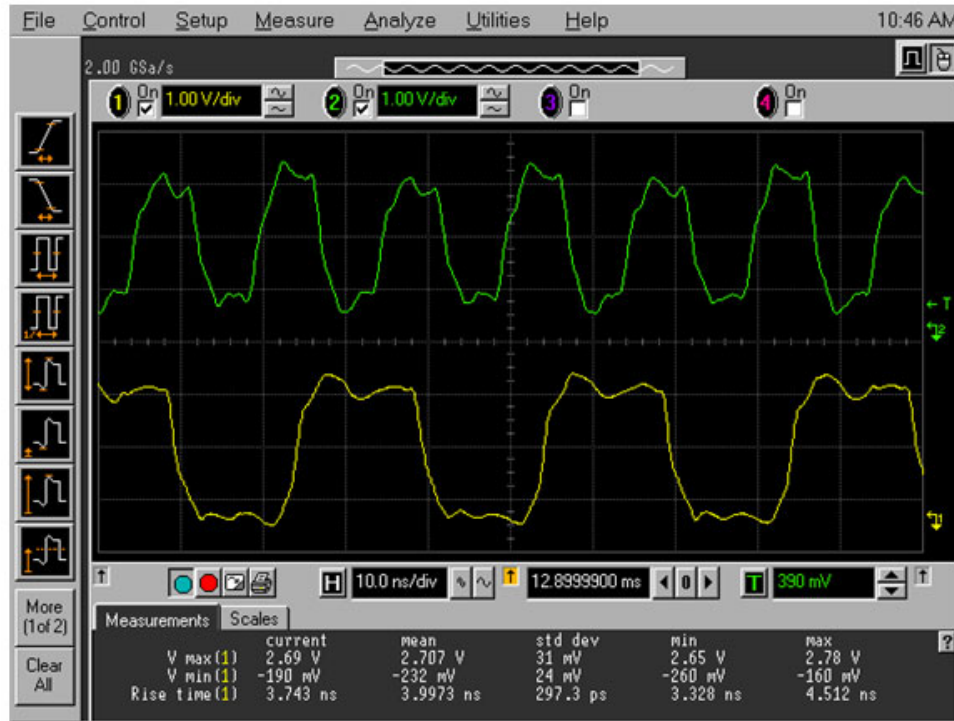 File Control Setup Measure Analyze Utilities Help 10:46 AM
2.00 GSa/s
1 On 1.00 V/div 2 On 1.00 V/div 3 On 4 On
T
2
1
H 10.0 ns/div 12.8999900 ms 0 T 390 mV
More
(1of 2)
Clear
All
Measurements Scales
current mean std dev min max
V max(1) 2.69 V 2.707 V 31 mV 2.65 V 2.78 V
V min(1) -190 mV -232 mV 24 mV -260 mV -160 mV
Rise time(1) 3.743 ns 3.9973 ns 297.3 ps 3.328 ns 4.512 ns
?